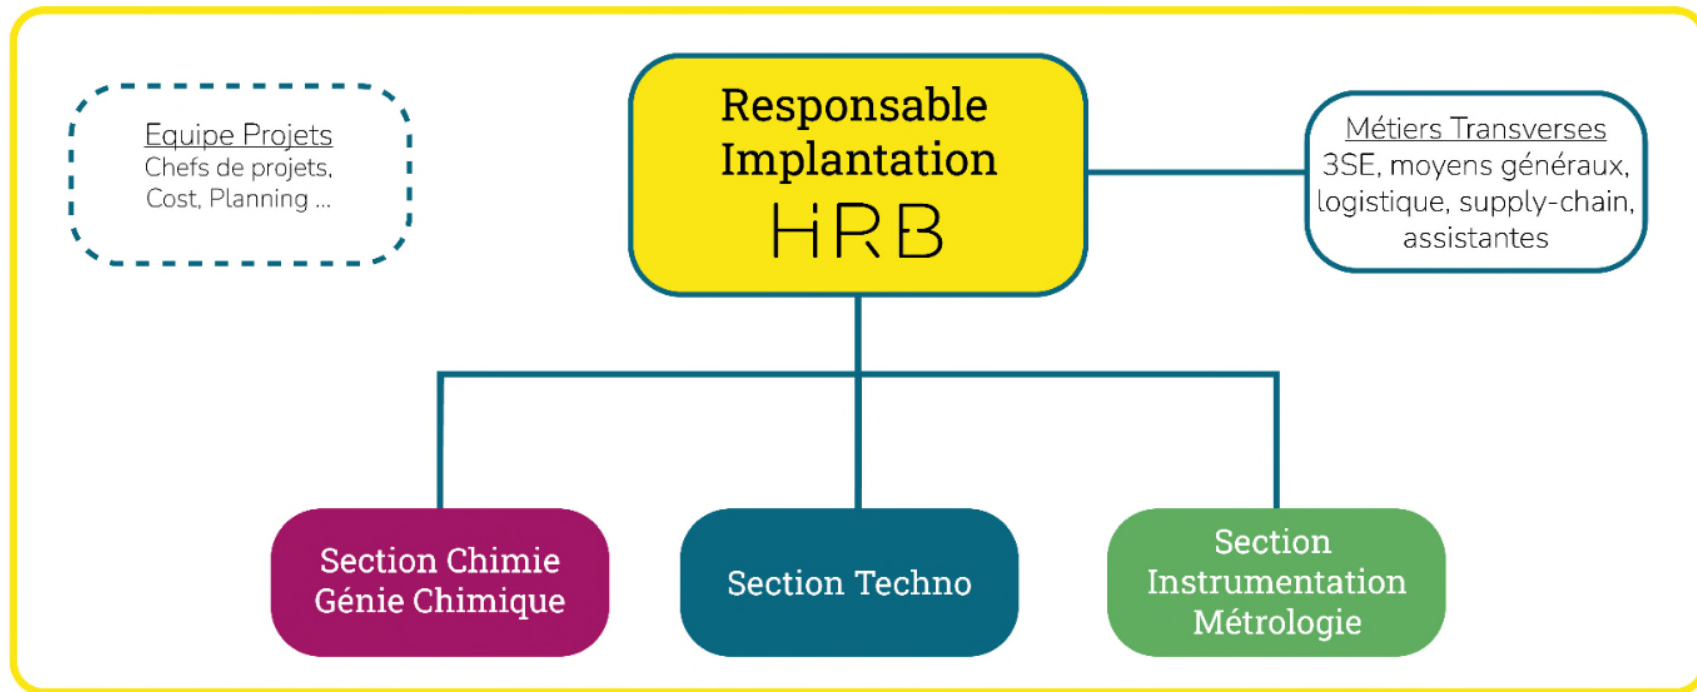 Equipe Projets
Chefs de projets,
Cost, Planning ...
Responsable
Implantation
HRB
Métiers Transverses
3SE, moyens généraux,
logistique, supply-chain,
assistantes
Section Chimie
Génie Chimique
Section Techno
Section
Instrumentation
Métrologie